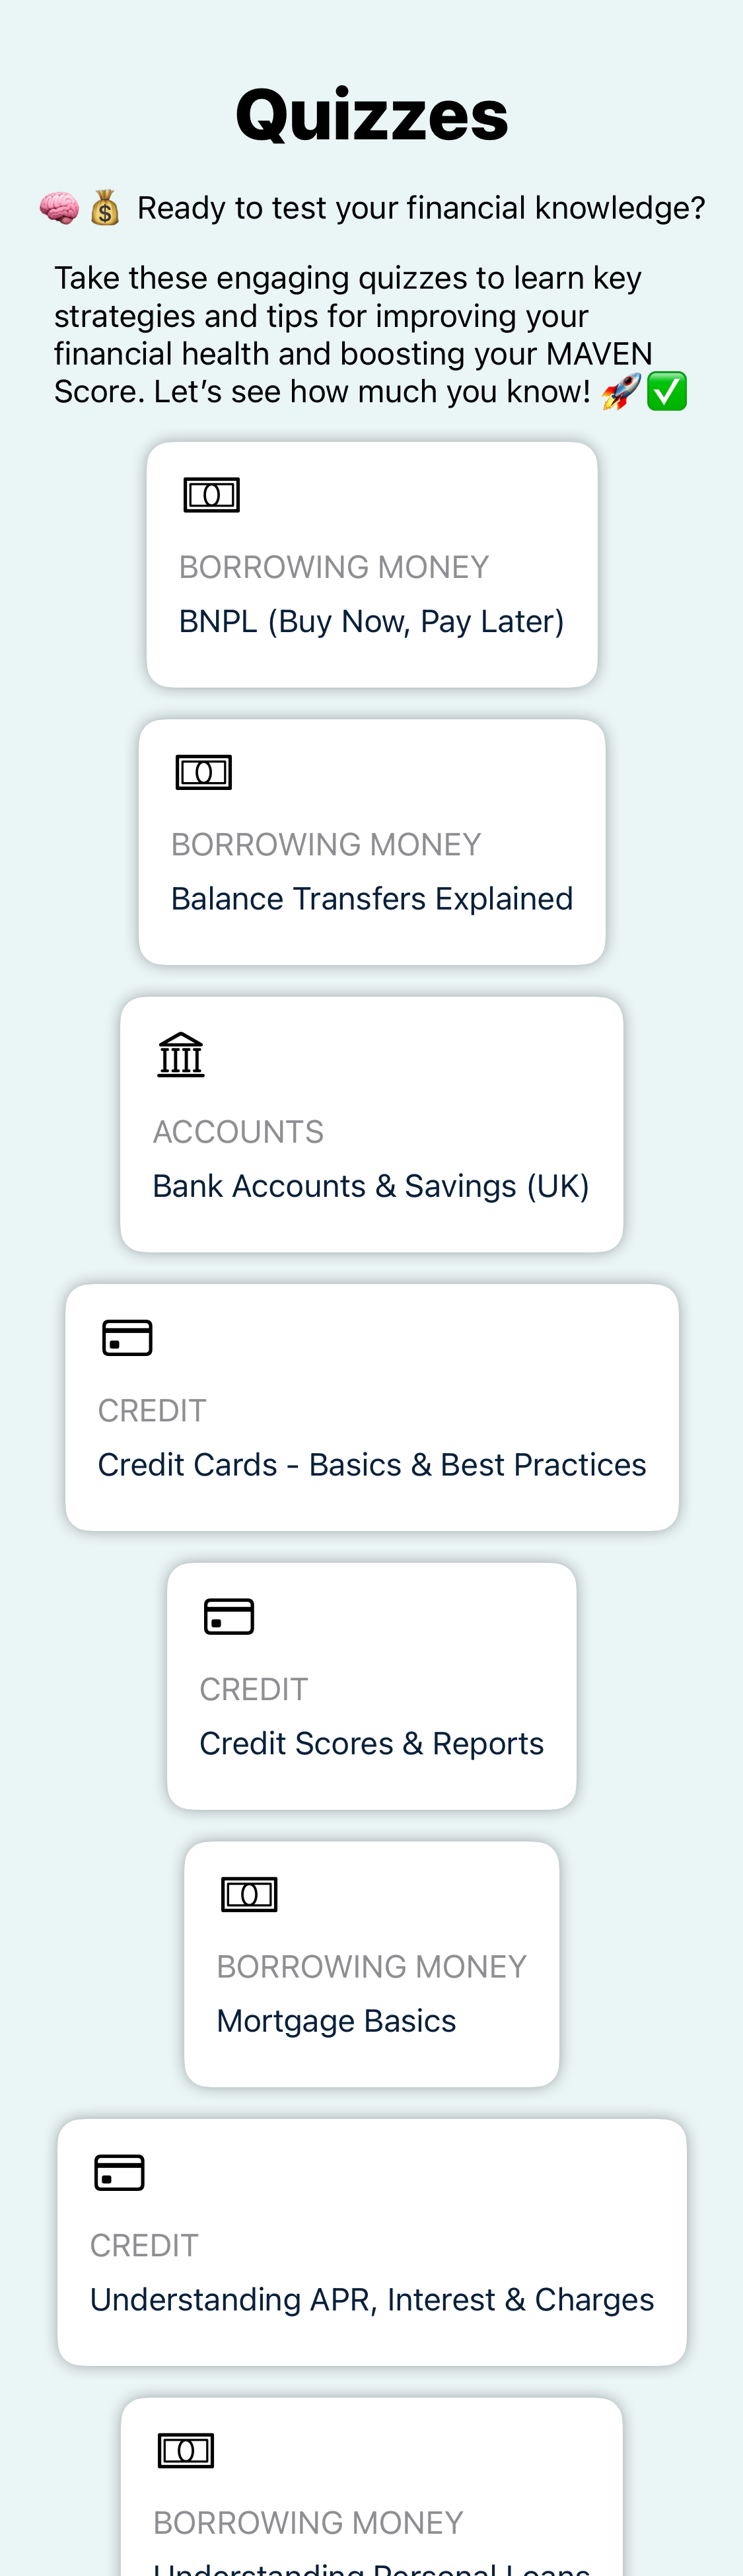 Quizzes
🧠💰 Ready to test your financial knowledge?
Take these engaging quizzes to learn key
strategies and tips for improving your
financial health and boosting your MAVEN
Score. Let’s see how much you know! 🚀✅
BORROWING MONEY
BNPL (Buy Now, Pay Later)
BORROWING MONEY
Balance Transfers Explained
ACCOUNTS
Bank Accounts & Savings (UK)
CREDIT
Credit Cards - Basics & Best Practices
CREDIT
Credit Scores & Reports
BORROWING MONEY
Mortgage Basics
CREDIT
Understanding APR, Interest & Charges
BORROWING MONEY
Understanding Personal Loans